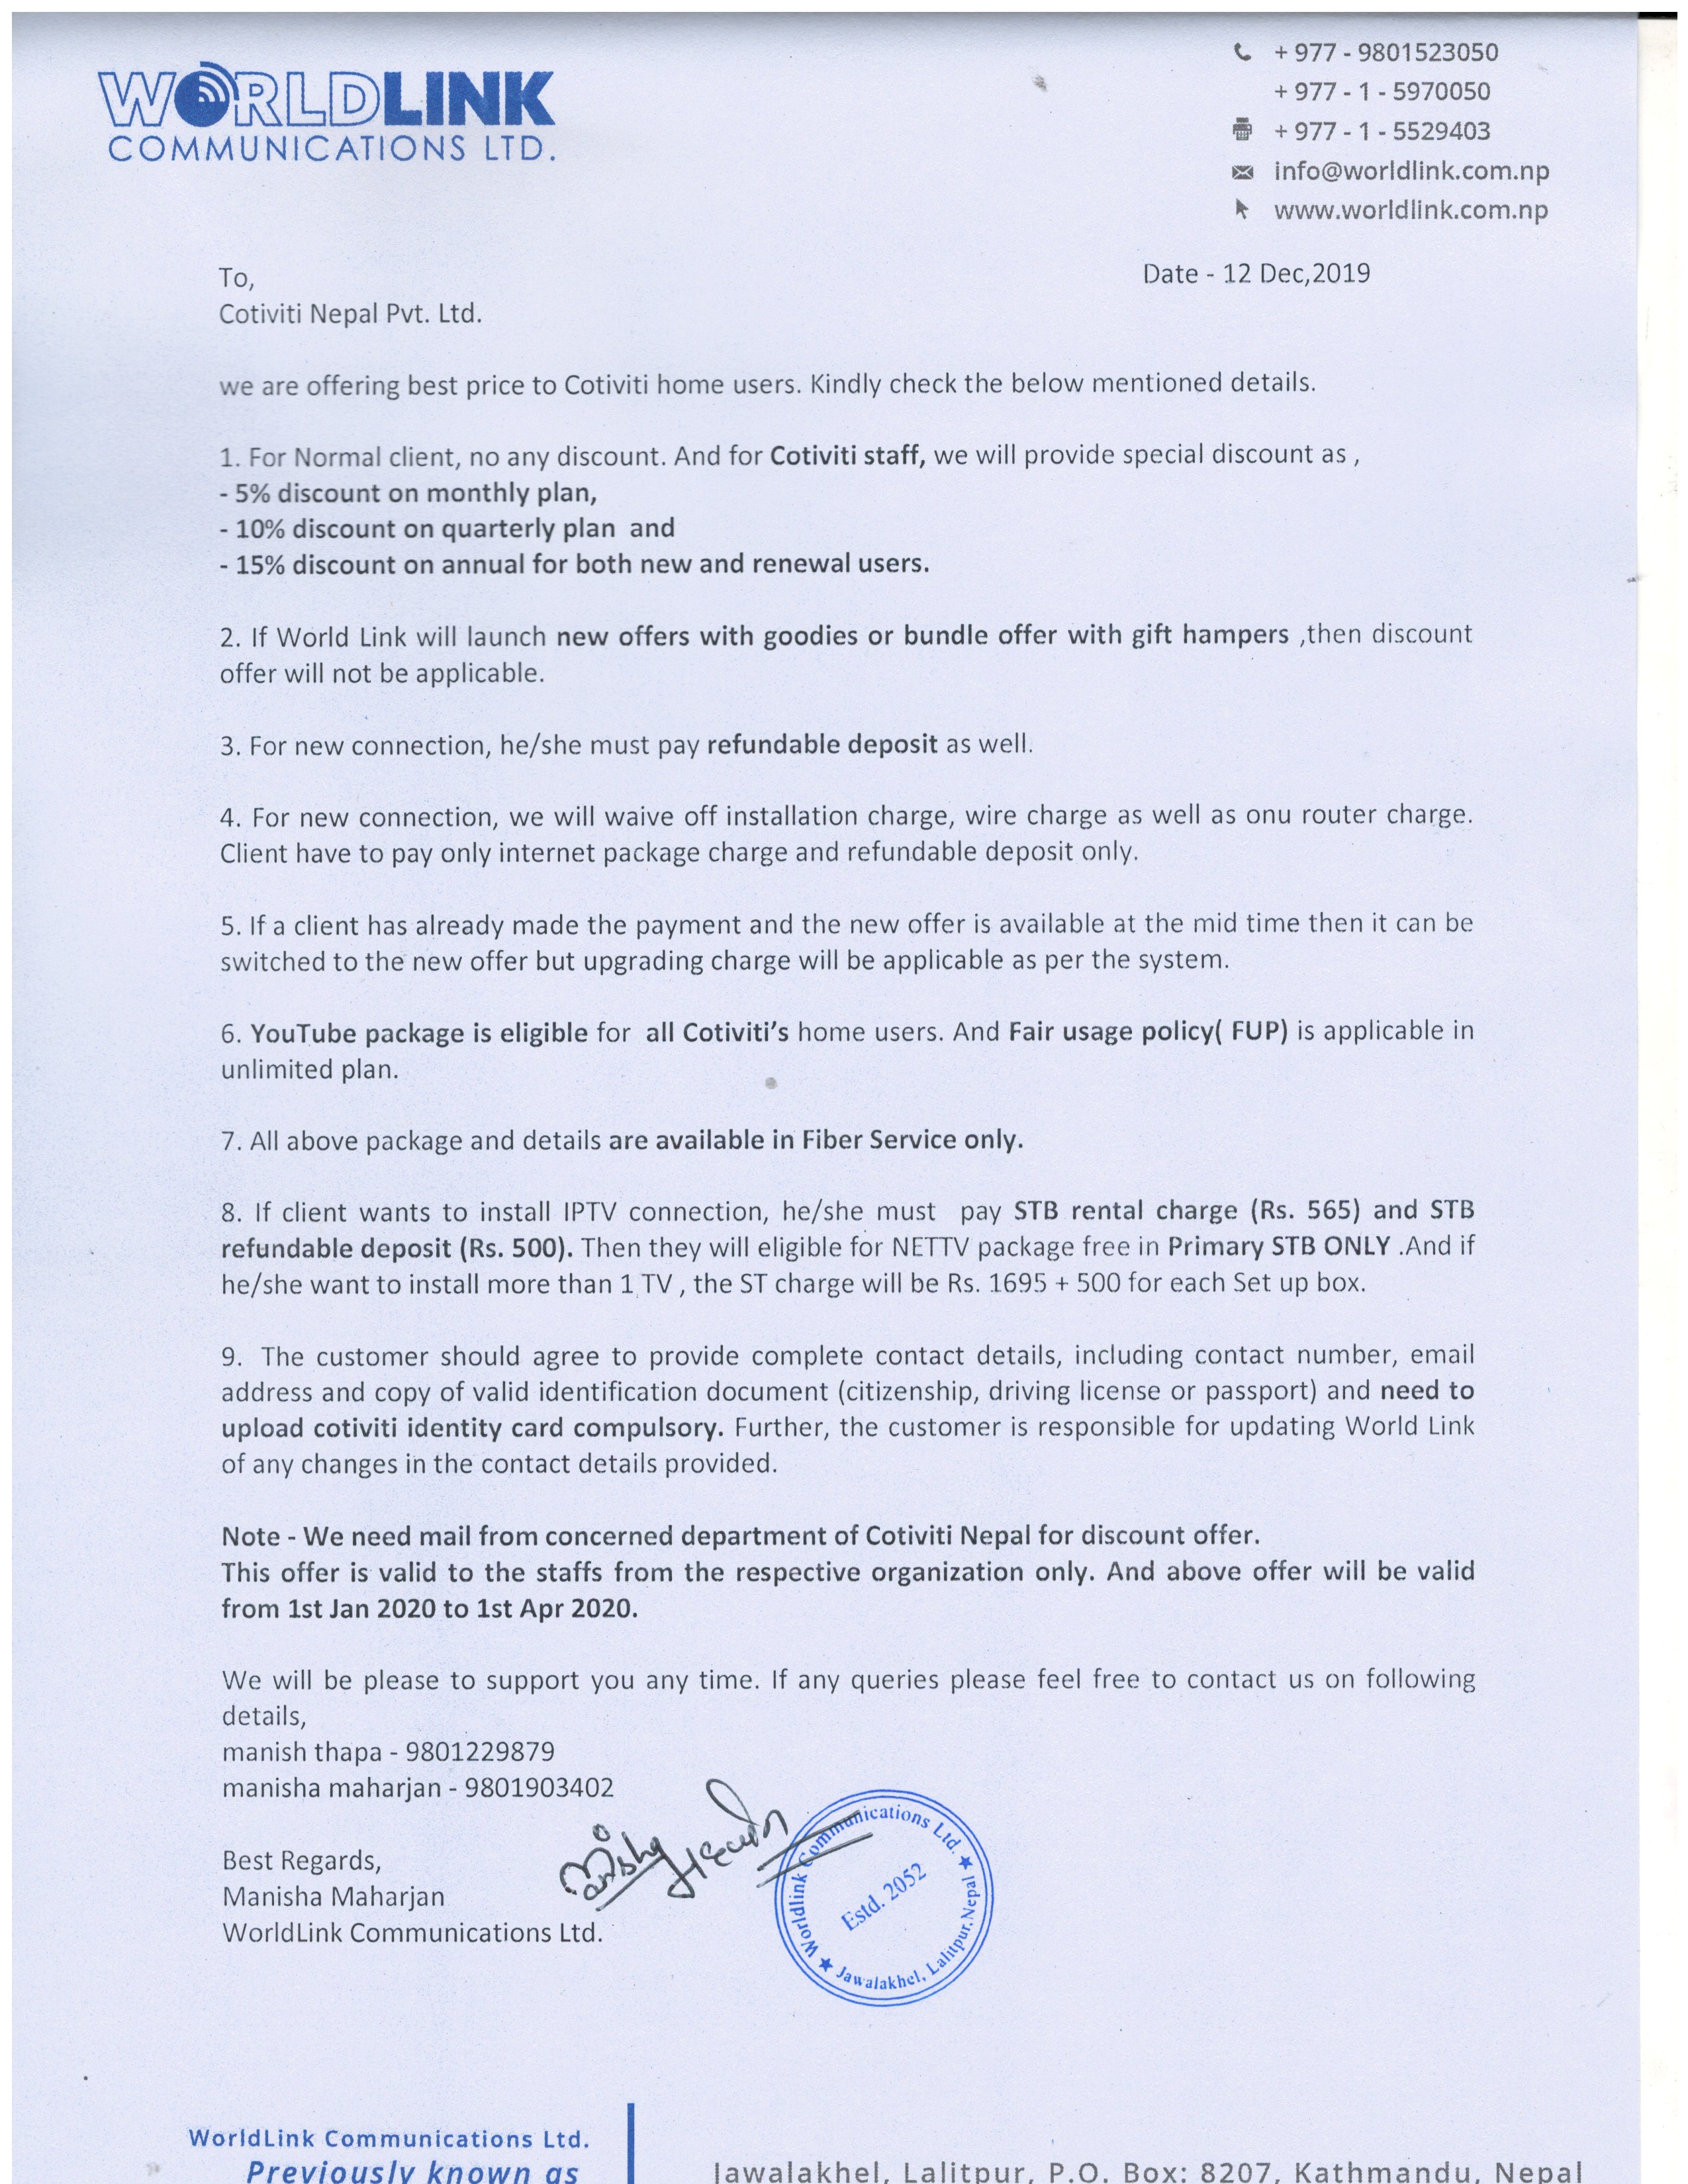 WORLDLINK
COMMUNICATIONS LTD.
+ 977 - 9801523050
+ 977 - 1 - 5970050
+ 977 - 1 - 5529403
info@worldlink.com.np
www.worldlink.com.np
To,
Date - 12 Dec,2019
Cotiviti Nepal Pvt. Ltd.
we are offering best price to Cotiviti home users. Kindly check the below mentioned details.
1. For Normal client, no any discount. And for Cotiviti staff, we will provide special discount as ,
- 5% discount on monthly plan,
- 10% discount on quarterly plan and
- 15% discount on annual for both new and renewal users.
2. If World Link will launch new offers with goodies or bundle offer with gift hampers ,then discount
offer will not be applicable.
3. For new connection, he/she must pay refundable deposit as well.
4. For new connection, we will waive off installation charge, wire charge as well as onu router charge.
Client have to pay only internet package charge and refundable deposit only.
5. If a client has already made the payment and the new offer is available at the mid time then it can be
switched to the new offer but upgrading charge will be applicable as per the system.
6. YouTube package is eligible for all Cotiviti’s home users. And Fair usage policy( FUP) is applicable in
unlimited plan.
7. All above package and details are available in Fiber Service only.
8. If client wants to install IPTV connection, he/she must pay STB rental charge (Rs. 565) and STB
refundable deposit (Rs. 500). Then they will eligible for NETTV package free in Primary STB ONLY .And if
he/she want to install more than 1 TV , the ST charge will be Rs. 1695 + 500 for each Set up box.
9. The customer should agree to provide complete contact details, including contact number, email
address and copy of valid identification document (citizenship, driving license or passport) and need to
upload cotiviti identity card compulsory. Further, the customer is responsible for updating World Link
of any changes in the contact details provided.
Note - We need mail from concerned department of Cotiviti Nepal for discount offer.
This offer is valid to the staffs from the respective organization only. And above offer will be valid
from 1st Jan 2020 to 1st Apr 2020.
We will be please to support you any time. If any queries please feel free to contact us on following
details,
manish thapa - 9801229879
manisha maharjan - 9801903402
Best Regards,
Manisha Maharjan
WorldLink Communications Ltd.
Worldlink Communications Ltd.
Estd. 2052
Jawalakhel, Lalitpur.Nepal
WorldLink Communications Ltd.
Previously known as
Jawalakhel, Lalitpur, P.O. Box: 8207, Kathmandu, Nepal